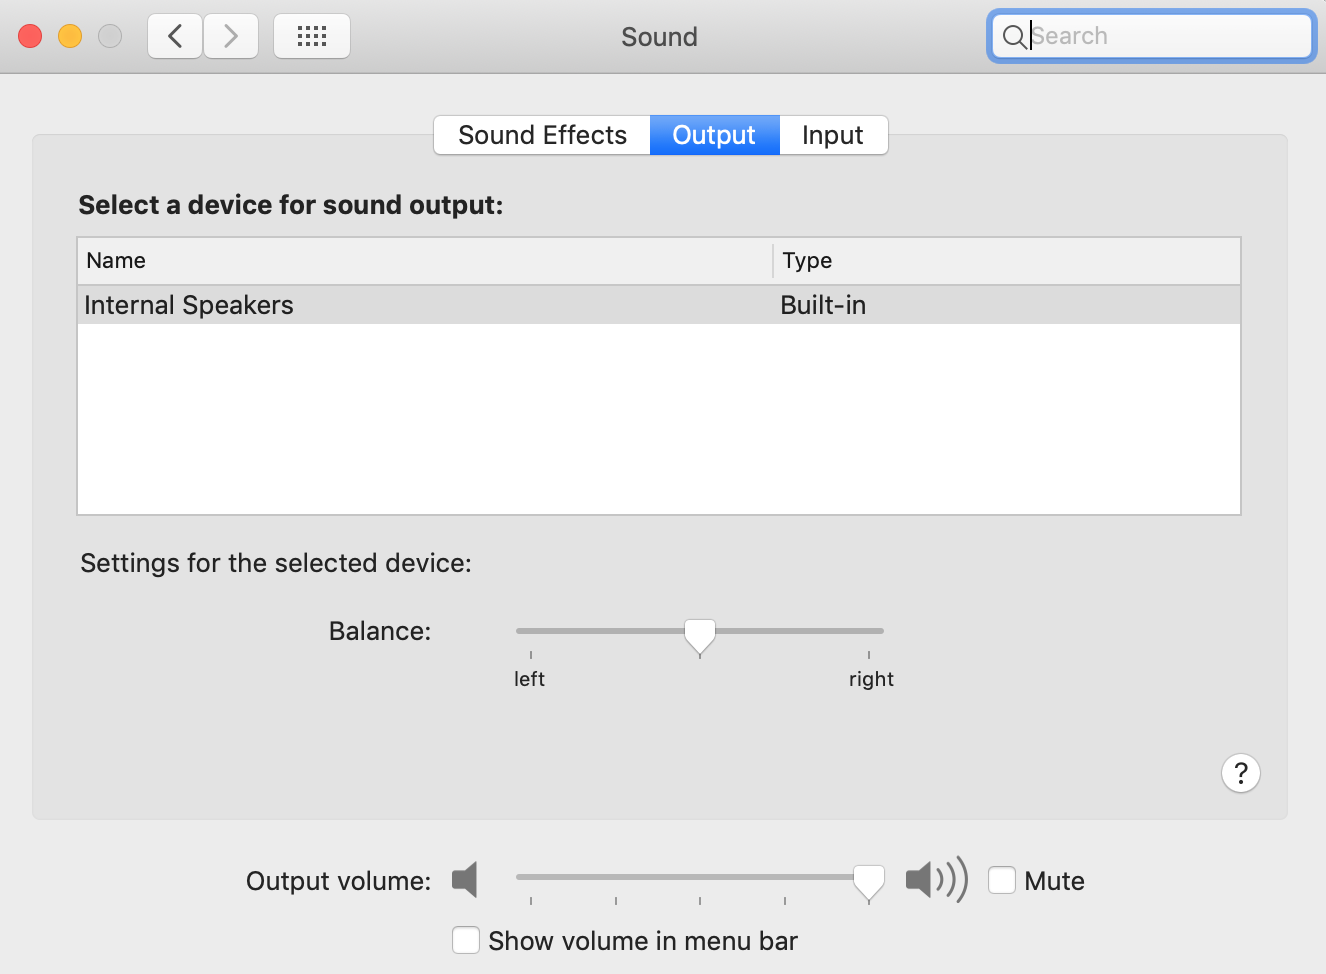 Sound
Search
Sound Effects Output Input
Select a device for sound output:
Name Type
Internal Speakers Built-in
Settings for the selected device:
Balance:
left right
?
Output volume: Mute
Show volume in menu bar